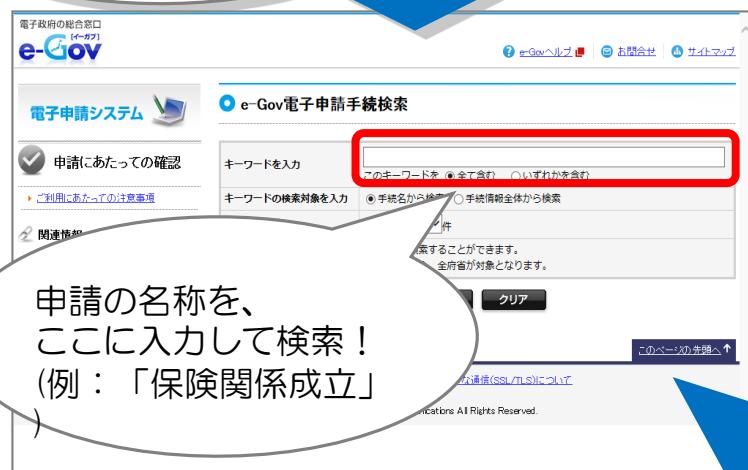 電子政府の総合窓口
[イーガブ]
e-Gov
e-Govヘルプ
お問合せ
サイトマップ
電子申請システム
e-Gov電子申請手続検索
申請にあたっての確認
ご利用にあたっての注意事項
関連情報
キーワードを入力
このキーワードを ●全て含む ○いずれかを含む
キーワードの検索対象を入力
●手続名から検索 ○手続情報全体から検索
件
索することができます。
全府省が対象となります。
クリア
申請の名称を、
ここに入力して検索！
(例：「保険関係成立」
)
このページの先頭へ↑
な通信(SSL/TLS)について
ications All Rights Reserved.